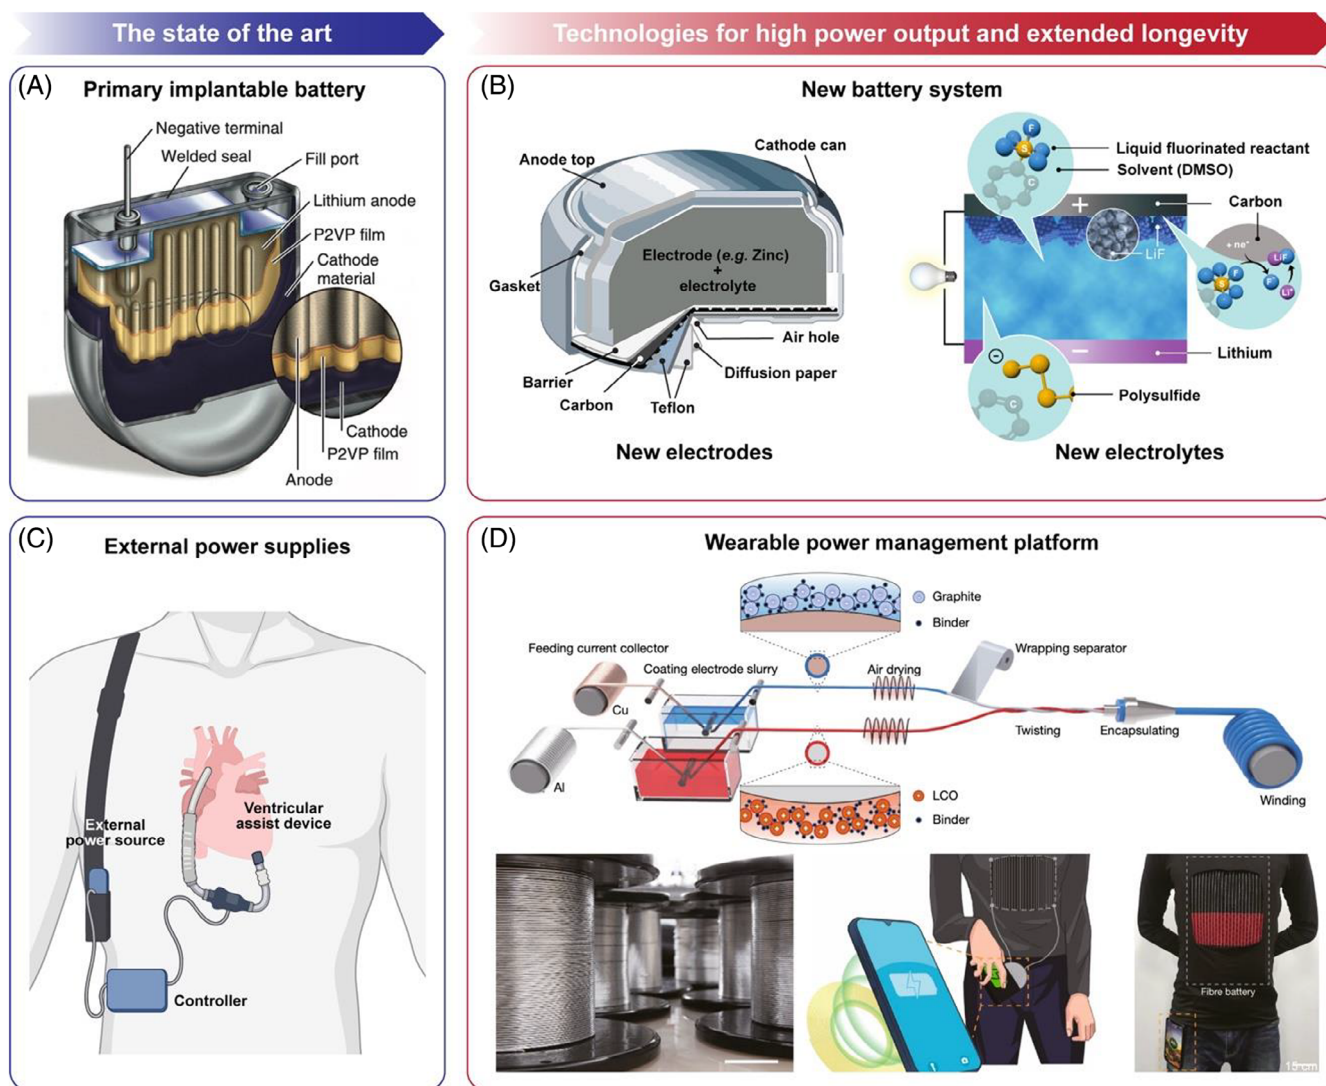 The state of the art
Technologies for high power output and extended longevity
(A)
Primary implantable battery
Negative terminal
Welded seal
Fill port
Lithium anode
P2VP film
Cathode
material
Cathode
P2VP film
Anode
(B)
New battery system
Anode top
Cathode can
Electrode (e.g. Zinc)
+
electrolyte
Gasket
Air hole
Barrier
Diffusion paper
Carbon
Teflon
New electrodes
F
S
C
Liquid fluorinated reactant
Solvent (DMSO)
+
Carbon
LiF
+ ne⁻
LiF
F
S
F⁻
Li⁺
−
−
Lithium
Polysulfide
C
New electrolytes
(C)
External power supplies
Ventricular
assist device
External
power source
Controller
(D)
Wearable power management platform
Graphite
Binder
Feeding current collector
Coating electrode slurry
Air drying
Wrapping separator
Cu
Al
Twisting
Encapsulating
Winding
LCO
Binder
Fibre battery
15 cm